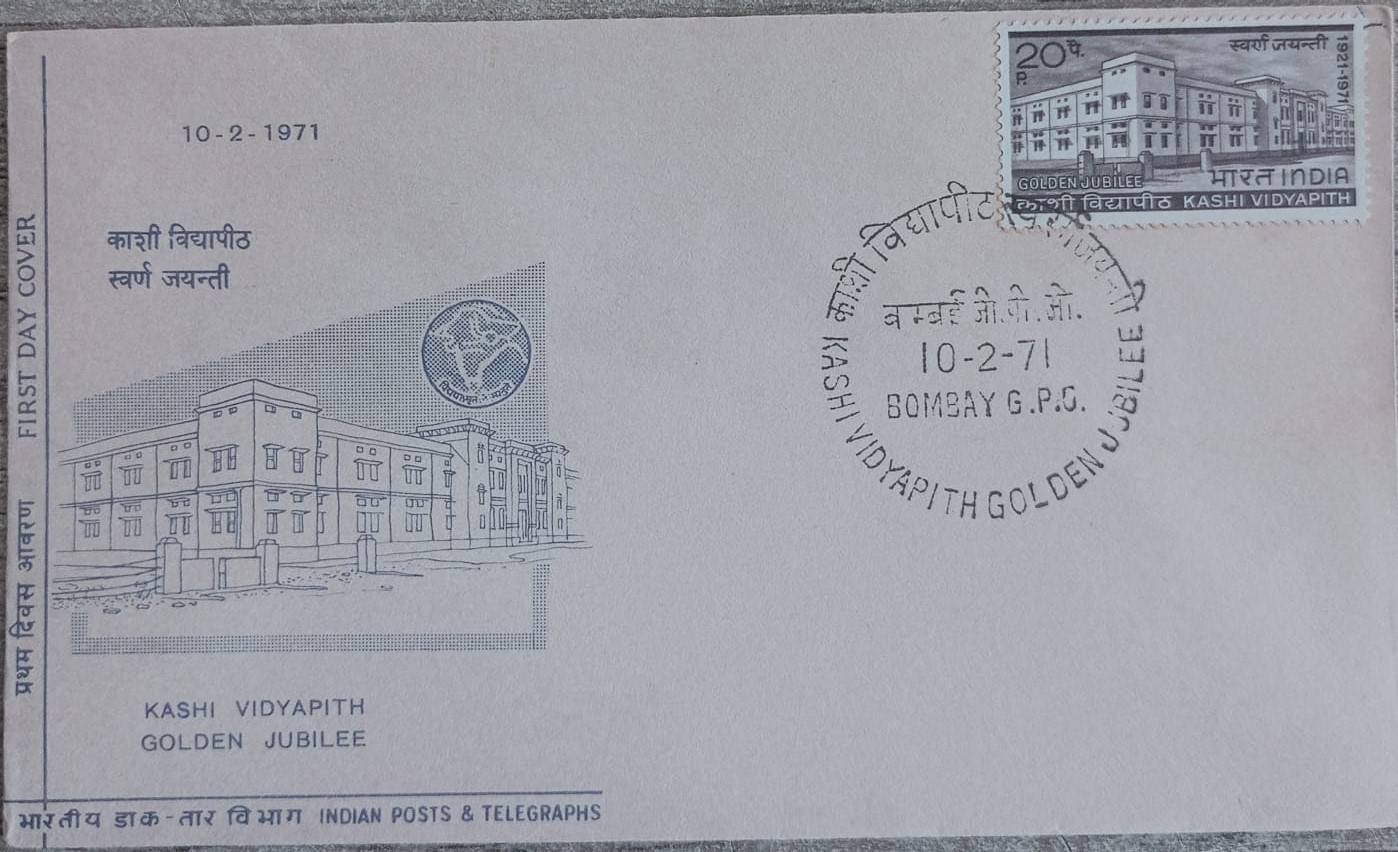 10-2-1971
काशी विद्यापीठ
स्वर्ण जयन्ती
KASHI VIDYAPITH
GOLDEN JUBILEE
प्रथम दिवस आवरण FIRST DAY COVER
भारतीय डाक-तार विभाग INDIAN POSTS & TELEGRAPHS
20 पै.
P.
स्वर्ण जयन्ती
1921-1971
GOLDEN JUBILEE
भारत INDIA
काशी विद्यापीठ KASHI VIDYAPITH
काशी विद्यापीठ स्वर्ण जयन्ती
बम्बई जी.पी.ओ.
10-2-71
BOMBAY G.P.O.
KASHI VIDYAPITH GOLDEN JUBILEE